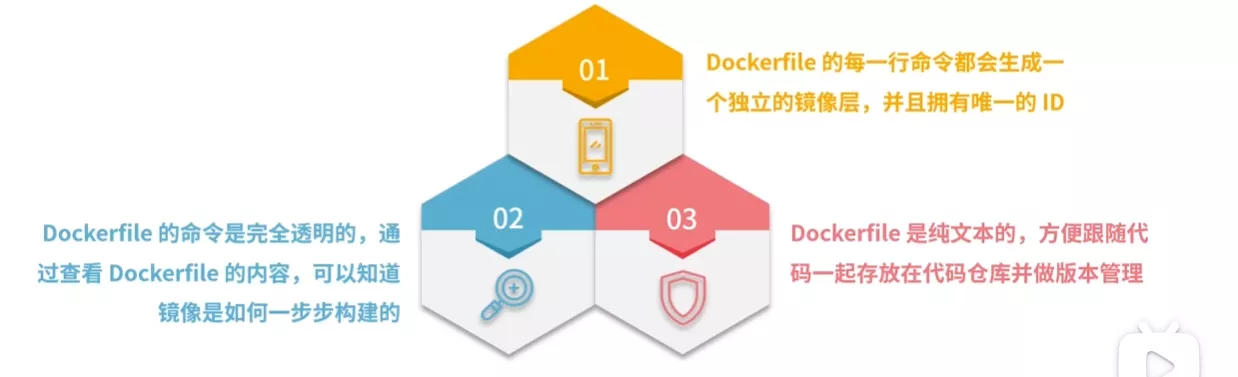 01
Dockerfile 的每一行命令都会生成一
个独立的镜像层，并且拥有唯一的 ID
02
Dockerfile 的命令是完全透明的，通
过查看 Dockerfile 的内容，可以知道
镜像是如何一步步构建的
03
Dockerfile 是纯文本的，方便跟随代
码一起存放在代码仓库并做版本管理